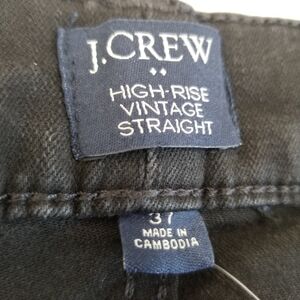 J.CREW
HIGH-RISE
VINTAGE
STRAIGHT
37
MADE IN
CAMBODIA